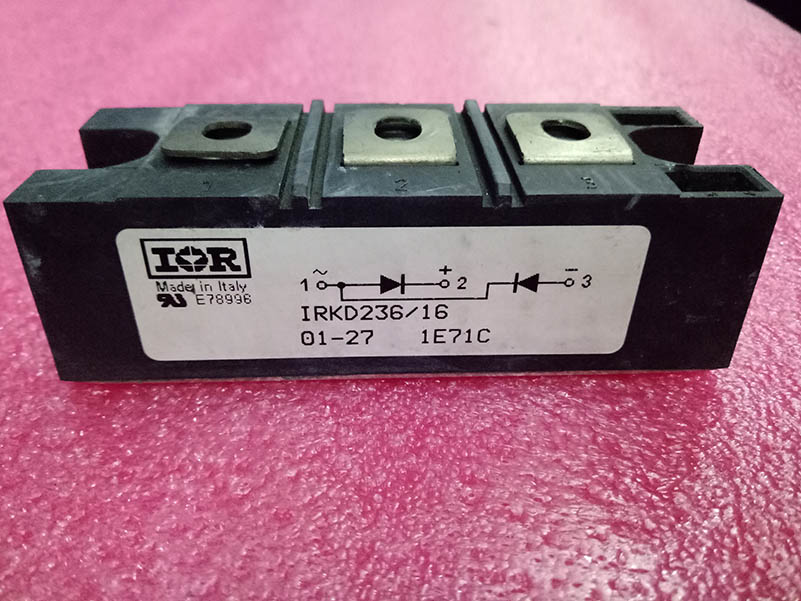 IOR
Made in Italy
E78996
1 ~ + 2 - 3
IRKD236/16
01-27 1E71C